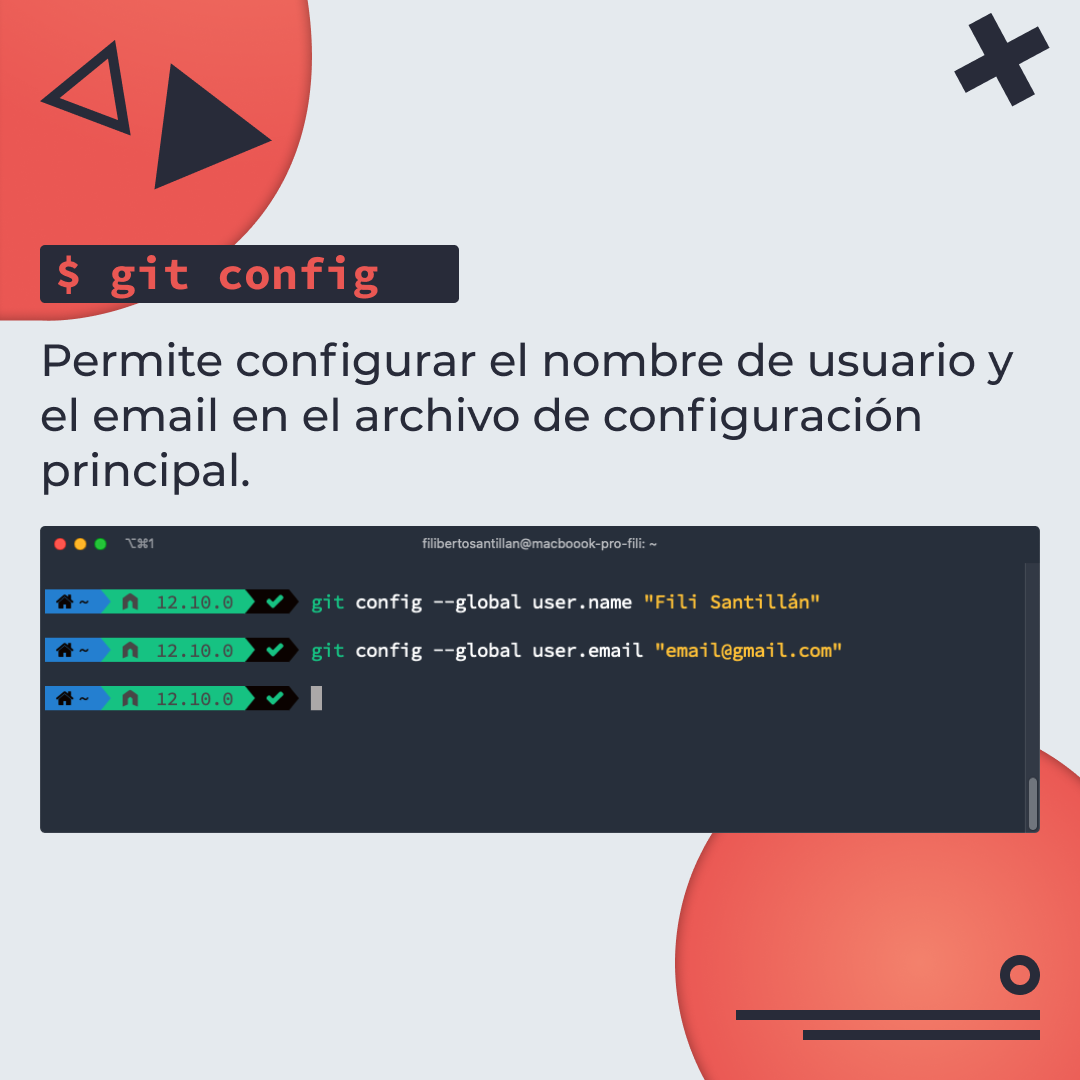 $ git config
Permite configurar el nombre de usuario y
el email en el archivo de configuración
principal.
⌥⌘1 filibertosantillan@macboook-pro-fili: ~
~ 12.10.0 git config --global user.name "Fili Santillán"
~ 12.10.0 git config --global user.email "email@gmail.com"
~ 12.10.0